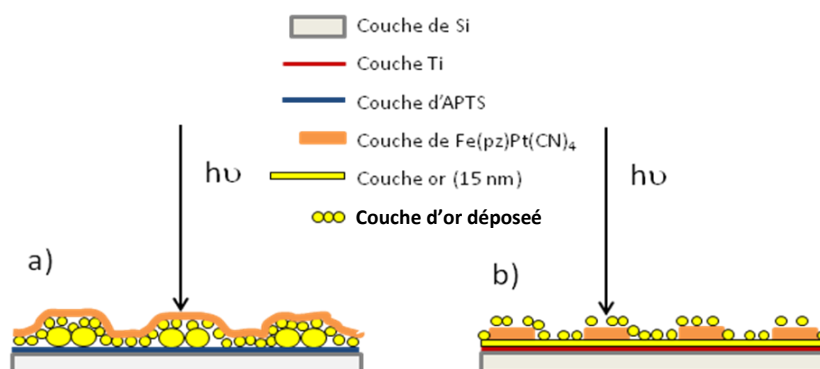 Couche de Si
Couche Ti
Couche d'APTS
Couche de Fe(pz)Pt(CN)₄
Couche or (15 nm)
Couche d'or déposeé
hυ
hυ
a)
b)